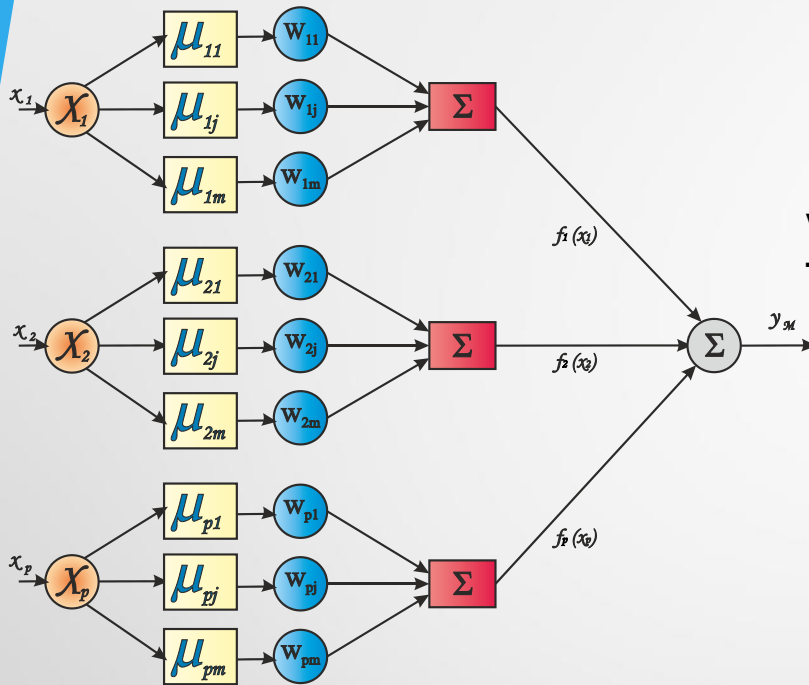 μ₁₁
W₁₁
x₁
X₁
μ₁ⱼ
W₁ⱼ
Σ
μ₁ₘ
W₁ₘ
f₁(x₁)
μ₂₁
W₂₁
x₂
X₂
μ₂ⱼ
W₂ⱼ
Σ
f₂(x₂)
Σ
y_M
μ₂ₘ
W₂ₘ
μₚ₁
Wₚ₁
fₚ(xₚ)
xₚ
Xₚ
μₚⱼ
Wₚⱼ
Σ
μₚₘ
Wₚₘ